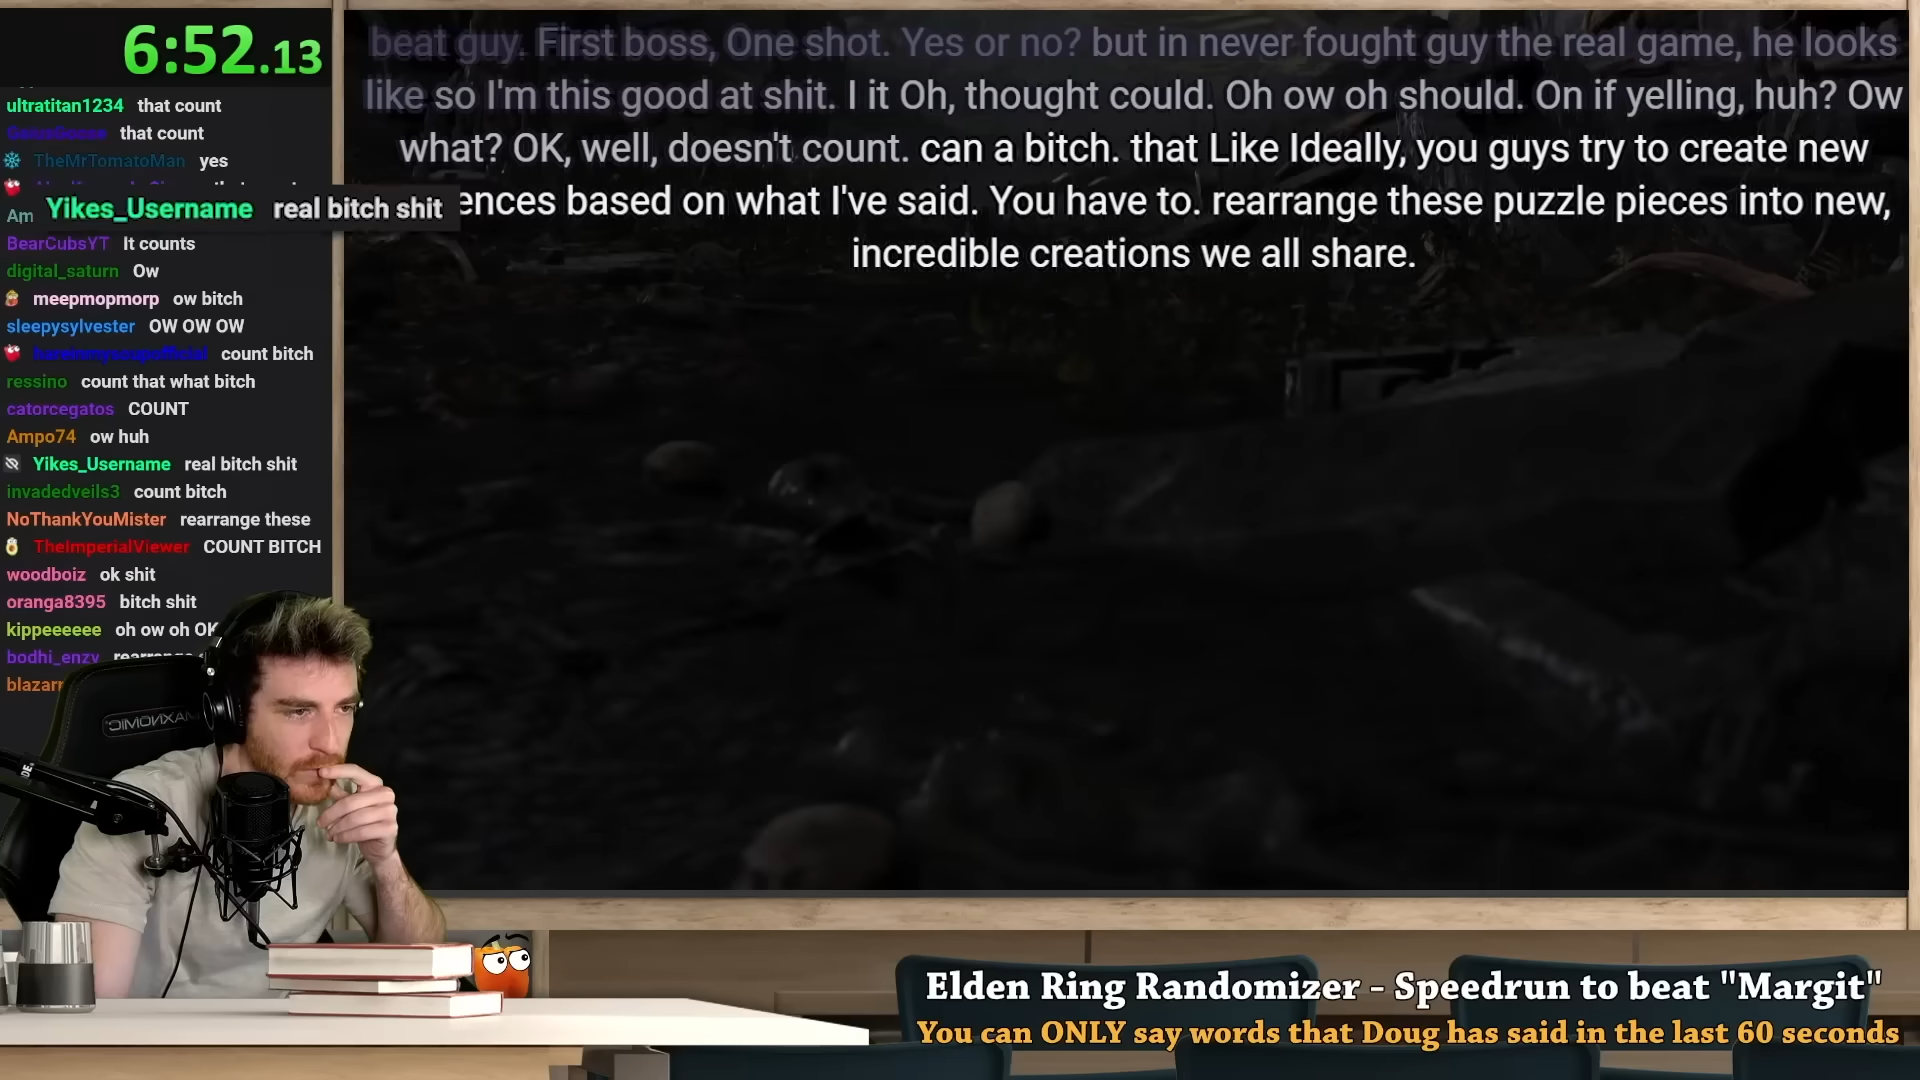 6:52.13
beat guy. First boss, One shot. Yes or no? but in never fought guy the real game, he looks
like so I'm this good at shit. I it Oh, thought could. Oh ow oh should. On if yelling, huh? Ow
what? OK, well, doesn't count. can a bitch. that Like Ideally, you guys try to create new
ences based on what I've said. You have to. rearrange these puzzle pieces into new,
incredible creations we all share.
ultratitan1234 that count
that count
TheMrTomatoMan yes
Am
Yikes_Username real bitch shit
BearCubsYT It counts
digital_saturn Ow
meepmopmorp ow bitch
sleepysylvester OW OW OW
count bitch
ressino count that what bitch
catorcegatos COUNT
Ampo74 ow huh
Yikes_Username real bitch shit
invadedveils3 count bitch
NoThankYouMister rearrange these
TheImperialViewer COUNT BITCH
woodboiz ok shit
oranga8395 bitch shit
kippeeeeee oh ow oh OK
bodhi_enzy
blazar
Elden Ring Randomizer - Speedrun to beat "Margit"
You can ONLY say words that Doug has said in the last 60 seconds